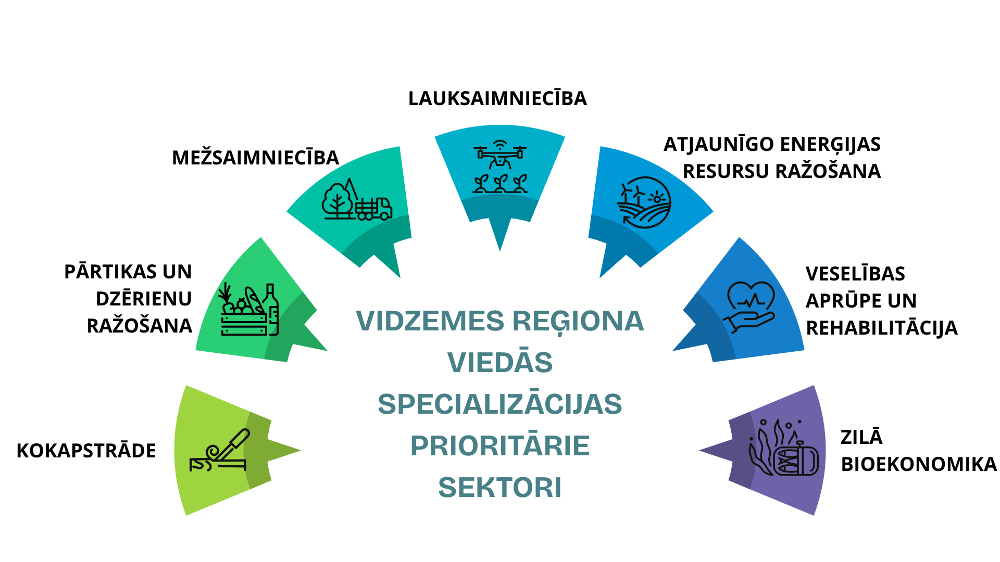 LAUKSAIMNIECĪBA
MEŽSAIMNIECĪBA
ATJAUNĪGO ENERĢIJAS
RESURSU RAŽOŠANA
PĀRTIKAS UN
DZĒRIENU
RAŽOŠANA
VESELĪBAS
APRŪPE UN
REHABILITĀCIJA
VIDZEMES REĢIONA
VIEDĀS
SPECIALIZĀCIJAS
PRIORITĀRIE
SEKTORI
KOKAPSTRĀDE
ZILĀ
BIOEKONOMIKA